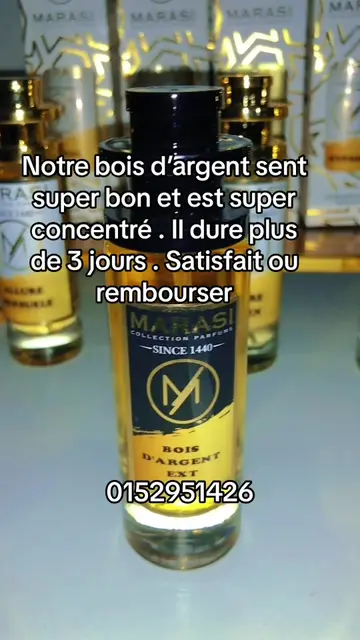 MARASI
Notre bois d'argent sent
super bon et est super
concentré . Il dure plus
de 3 jours . Satisfait ou
rembourser
MARASI
COLLECTION PARFUMS
SINCE 1440
BOIS
D'ARGENT
EXT
0152951426